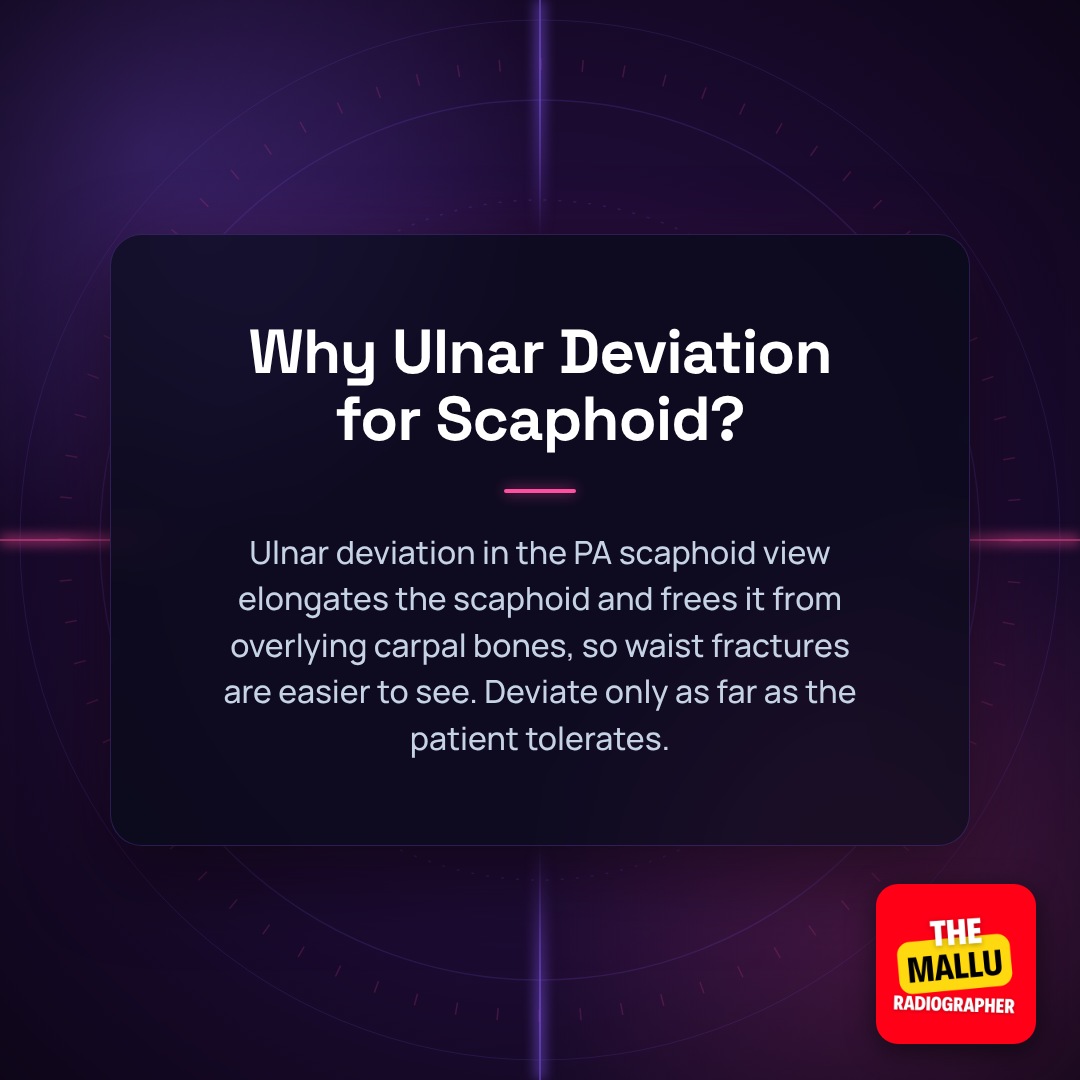 Why Ulnar Deviation
for Scaphoid?
Ulnar deviation in the PA scaphoid view
elongates the scaphoid and frees it from
overlying carpal bones, so waist fractures
are easier to see. Deviate only as far as the
patient tolerates.
THE
MALLU
RADIOGRAPHER